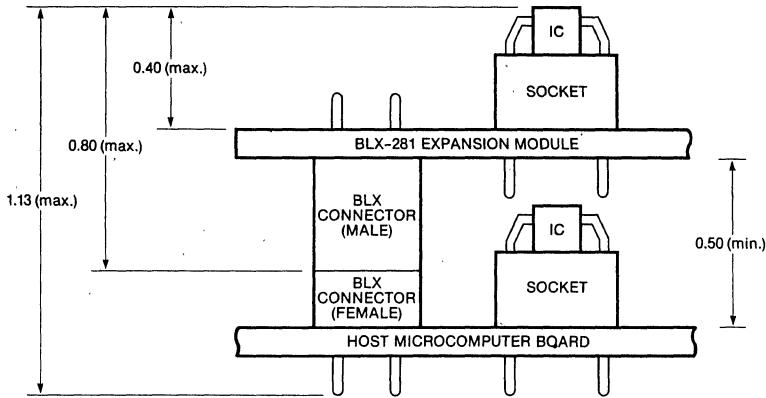 IC
0.40 (max.)
SOCKET
0.80 (max.)
BLX-281 EXPANSION MODULE
1.13 (max.)
BLX
CONNECTOR
(MALE)
IC
0.50 (min.)
BLX
CONNECTOR
(FEMALE)
SOCKET
HOST MICROCOMPUTER BOARD